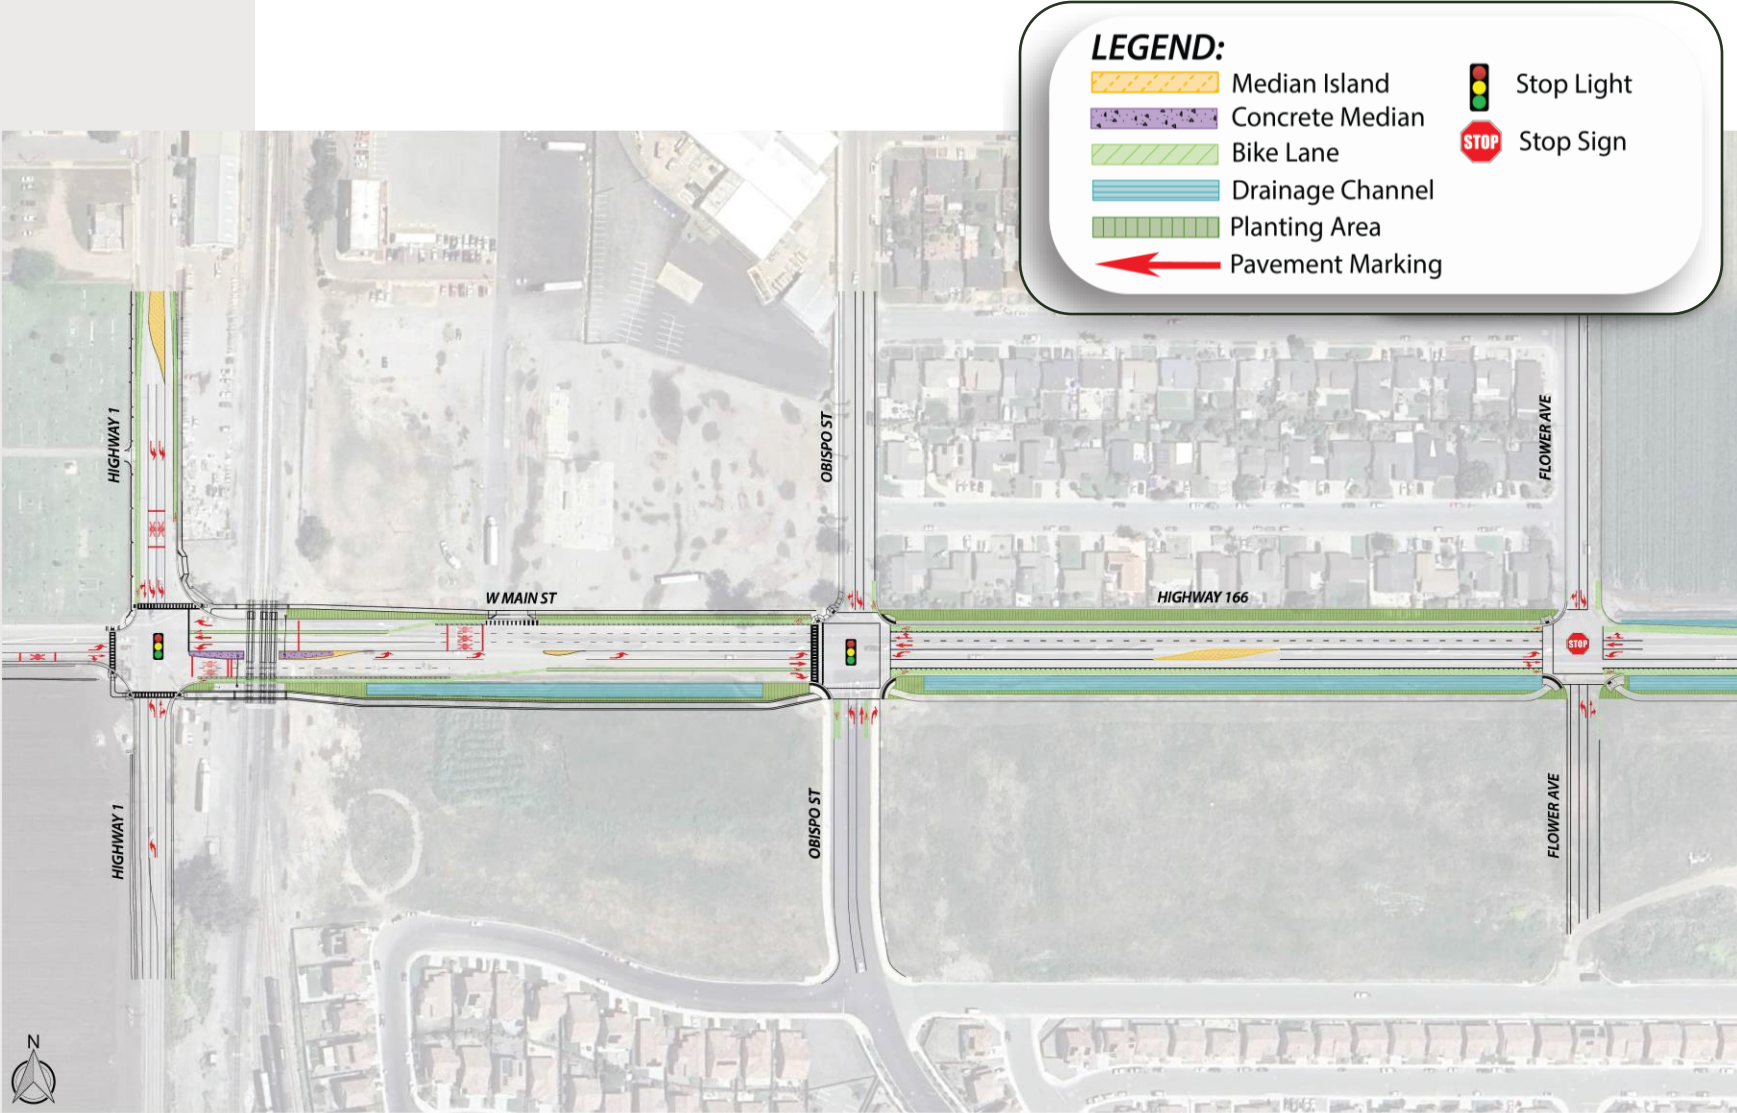 LEGEND:
Median Island
Concrete Median
Bike Lane
Drainage Channel
Planting Area
Pavement Marking
Stop Light
STOP
Stop Sign
HIGHWAY 1
OBISPO ST
FLOWER AVE
W MAIN ST
HIGHWAY 166
STOP
HIGHWAY 1
OBISPO ST
FLOWER AVE
N